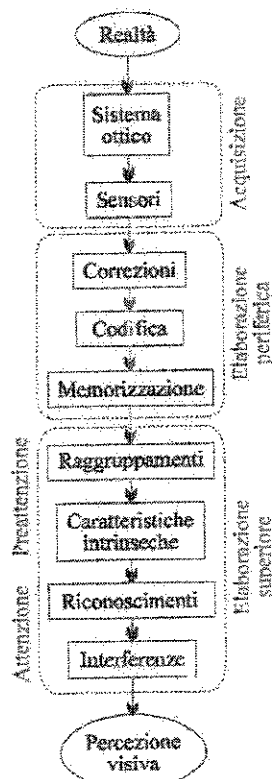 Realtà
Sistema
ottico
Sensori
Acquisizione
Correzioni
Codifica
Memorizzazione
Elaborazione
periferica
Raggruppamenti
Caratteristiche
intrinseche
Riconoscimenti
Interferenze
Preattenzione
Attenzione
Elaborazione
superiore
Percezione
visiva